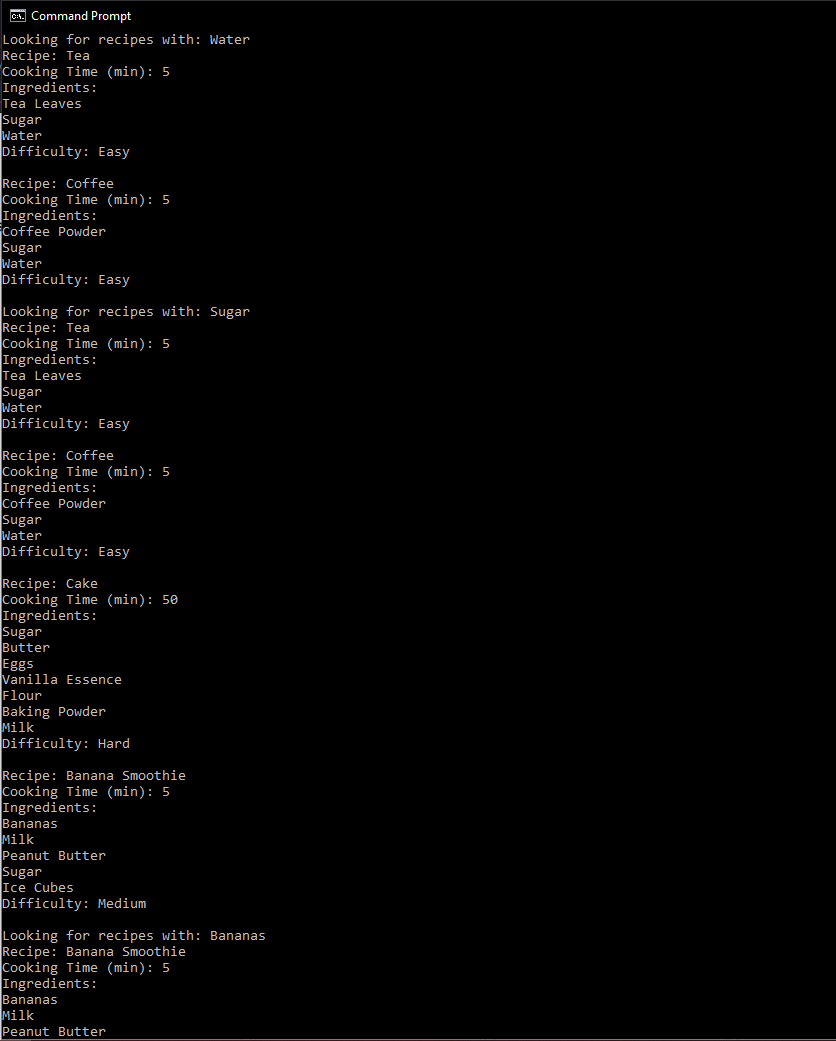 Command Prompt
Looking for recipes with: Water
Recipe: Tea
Cooking Time (min): 5
Ingredients:
Tea Leaves
Sugar
Water
Difficulty: Easy

Recipe: Coffee
Cooking Time (min): 5
Ingredients:
Coffee Powder
Sugar
Water
Difficulty: Easy

Looking for recipes with: Sugar
Recipe: Tea
Cooking Time (min): 5
Ingredients:
Tea Leaves
Sugar
Water
Difficulty: Easy

Recipe: Coffee
Cooking Time (min): 5
Ingredients:
Coffee Powder
Sugar
Water
Difficulty: Easy

Recipe: Cake
Cooking Time (min): 50
Ingredients:
Sugar
Butter
Eggs
Vanilla Essence
Flour
Baking Powder
Milk
Difficulty: Hard

Recipe: Banana Smoothie
Cooking Time (min): 5
Ingredients:
Bananas
Milk
Peanut Butter
Sugar
Ice Cubes
Difficulty: Medium

Looking for recipes with: Bananas
Recipe: Banana Smoothie
Cooking Time (min): 5
Ingredients:
Bananas
Milk
Peanut Butter